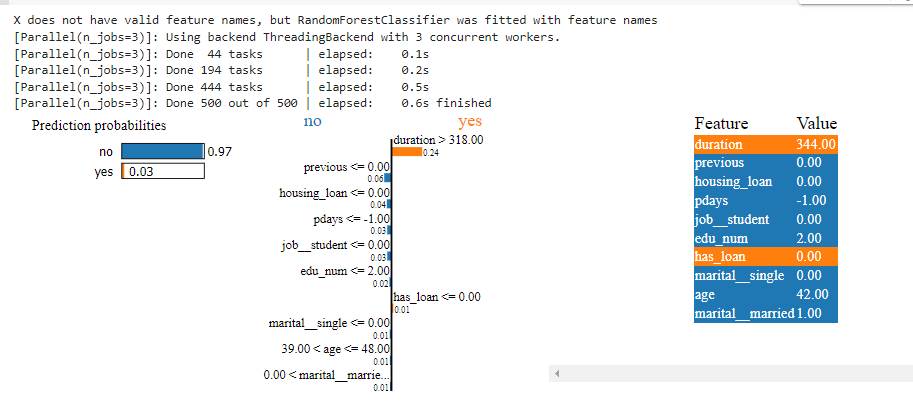 X does not have valid feature names, but RandomForestClassifier was fitted with feature names
[Parallel(n_jobs=3)]: Using backend ThreadingBackend with 3 concurrent workers.
[Parallel(n_jobs=3)]: Done  44 tasks      | elapsed:    0.1s
[Parallel(n_jobs=3)]: Done 194 tasks      | elapsed:    0.2s
[Parallel(n_jobs=3)]: Done 444 tasks      | elapsed:    0.5s
[Parallel(n_jobs=3)]: Done 500 out of 500 | elapsed:    0.6s finished
Prediction probabilities
no 0.97
yes 0.03
no yes
duration > 318.00
0.24
previous <= 0.00
0.06
housing_loan <= 0.00
0.04
pdays <= -1.00
0.03
job__student <= 0.00
0.03
edu_num <= 2.00
0.02
has_loan <= 0.00
0.01
marital__single <= 0.00
0.01
39.00 < age <= 48.00
0.01
0.00 < marital__marrie...
0.01
Feature Value
duration 344.00
previous 0.00
housing_loan 0.00
pdays -1.00
job__student 0.00
edu_num 2.00
has_loan 0.00
marital__single 0.00
age 42.00
marital__married 1.00